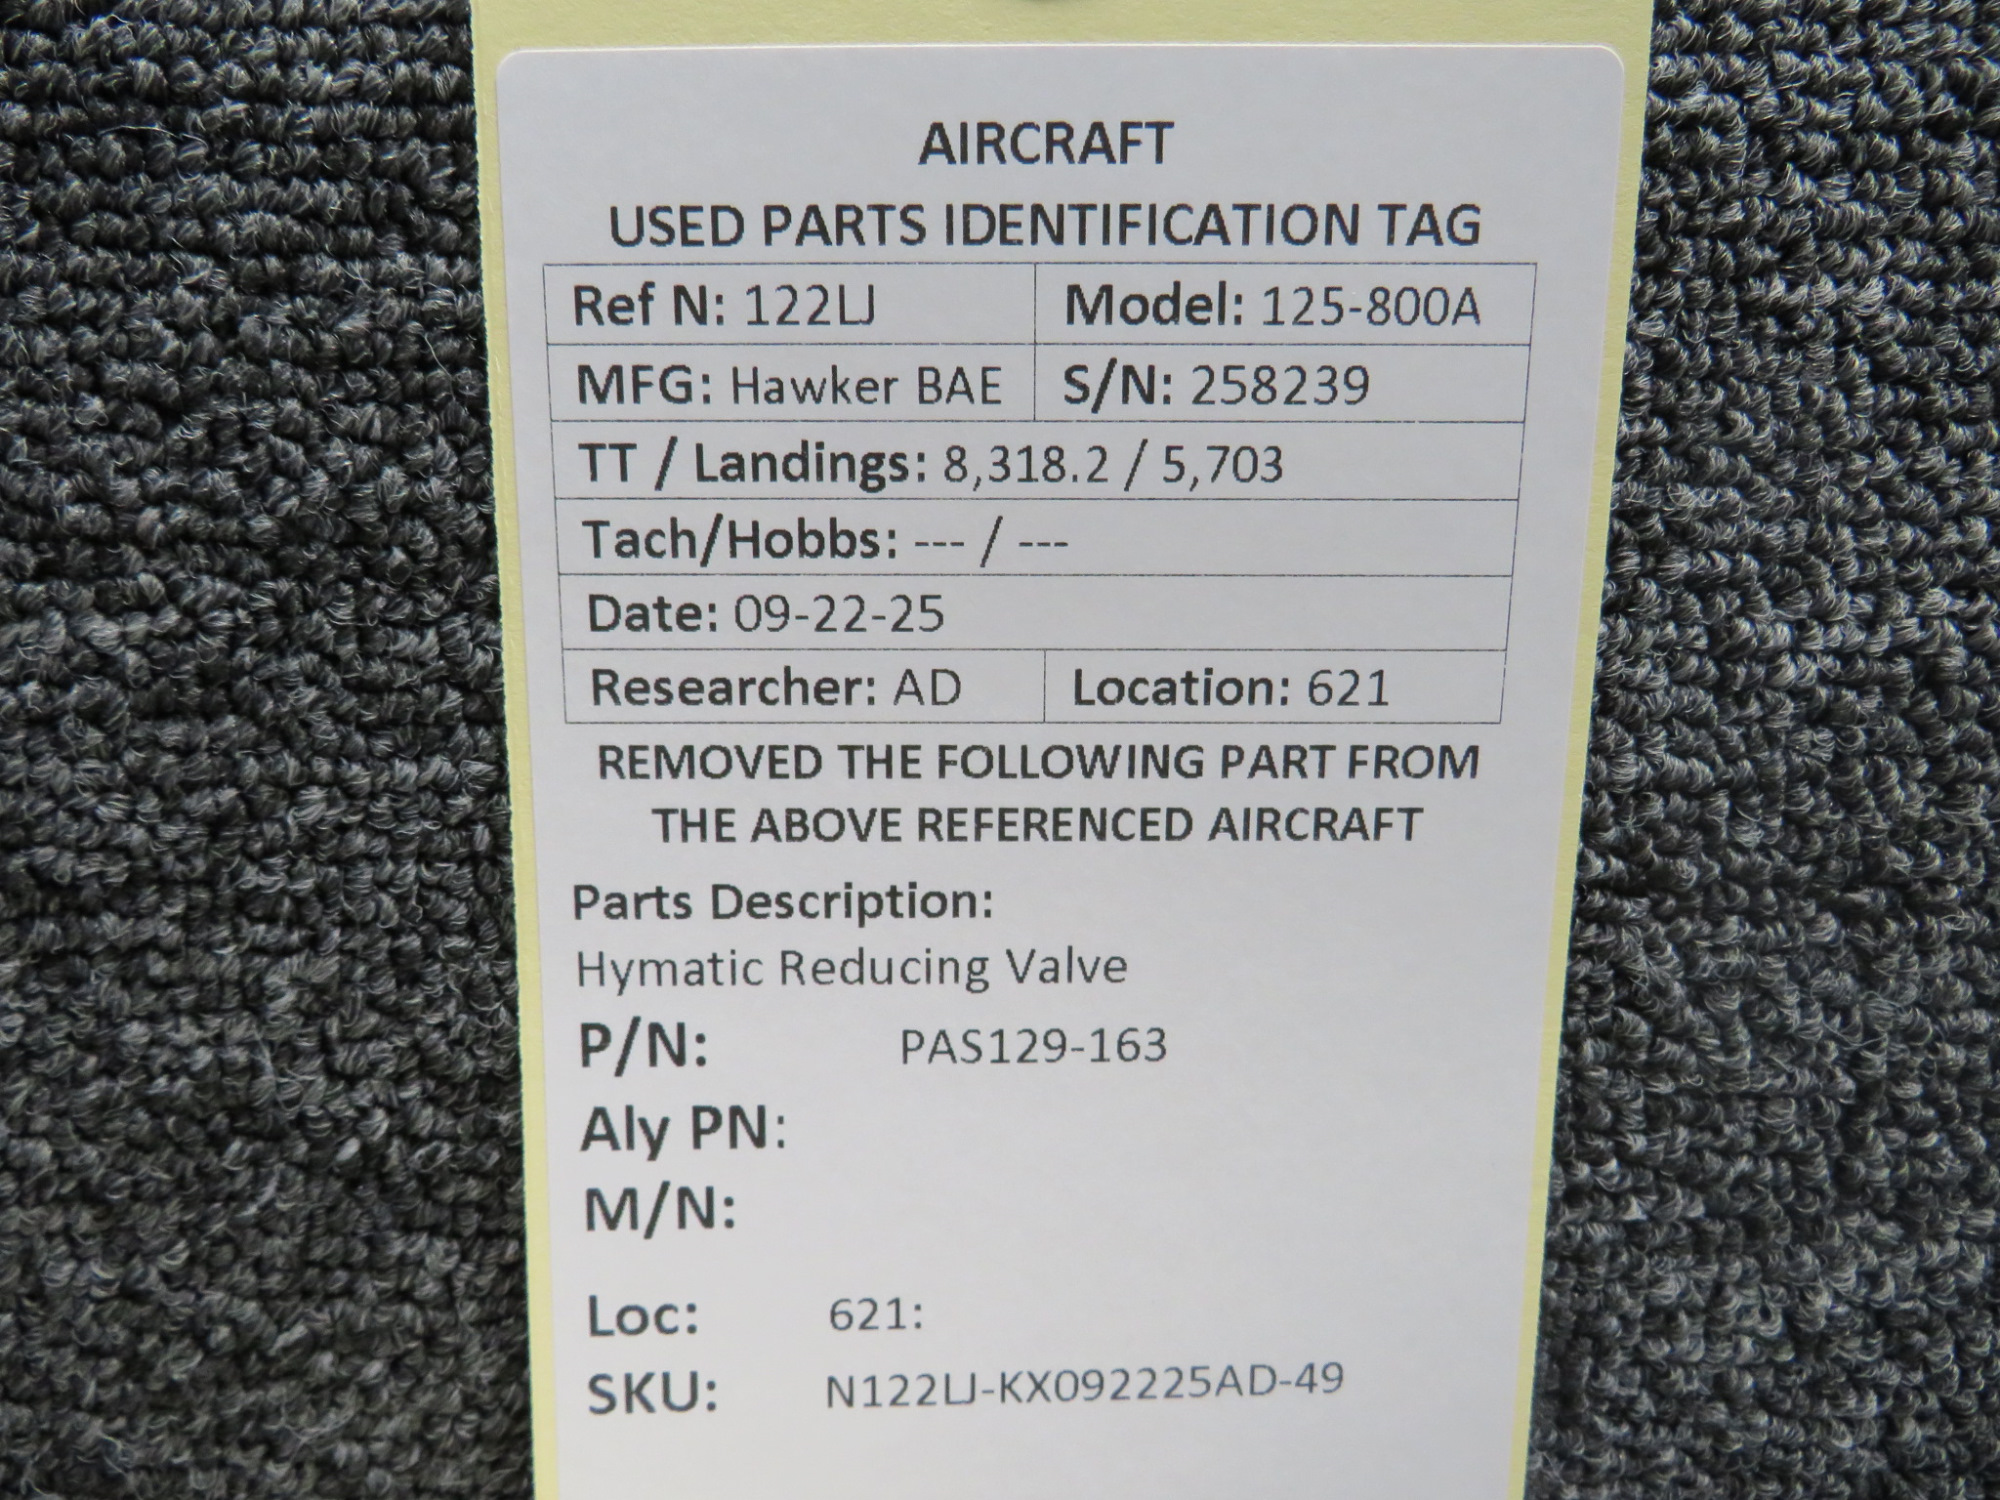 AIRCRAFT
USED PARTS IDENTIFICATION TAG
Ref N: 122LJ Model: 125-800A
MFG: Hawker BAE S/N: 258239
TT / Landings: 8,318.2 / 5,703
Tach/Hobbs: --- / ---
Date: 09-22-25
Researcher: AD Location: 621
REMOVED THE FOLLOWING PART FROM
THE ABOVE REFERENCED AIRCRAFT
Parts Description:
Hymatic Reducing Valve
P/N: PAS129-163
Aly PN:
M/N:
Loc: 621:
SKU: N122LJ-KX092225AD-49